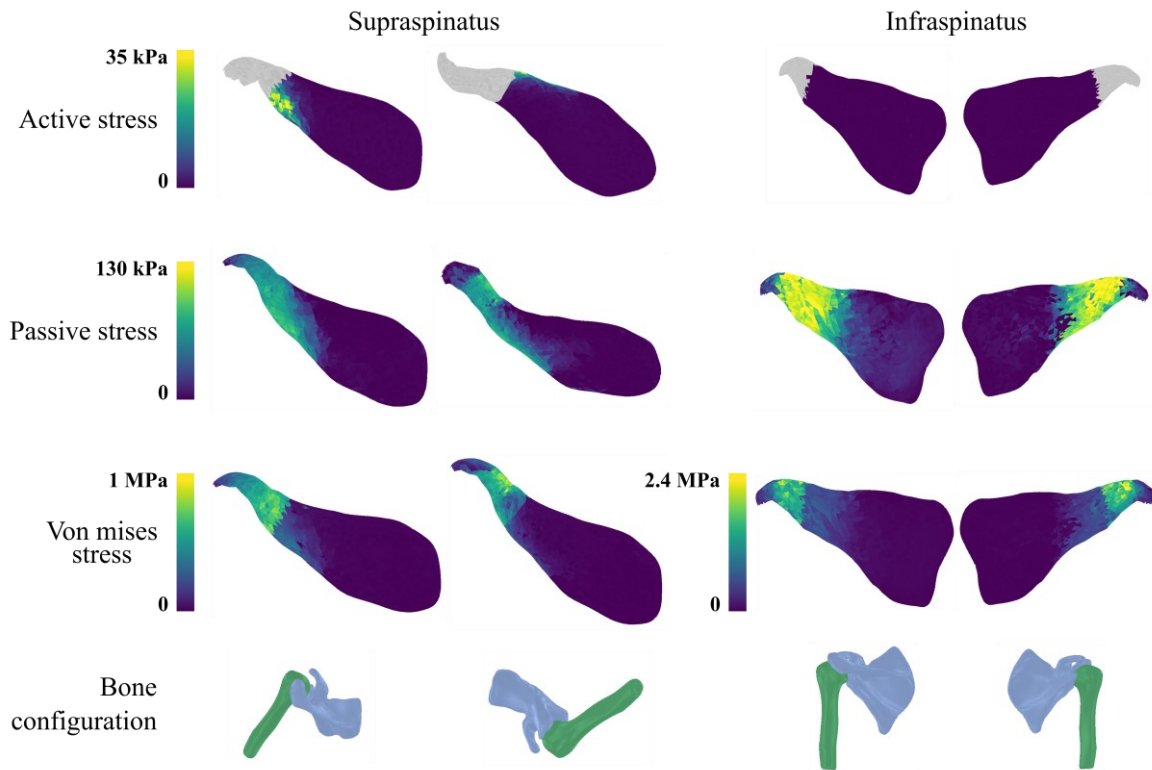 Supraspinatus
Infraspinatus
35 kPa
Active stress
0
130 kPa
Passive stress
0
1 MPa
2.4 MPa
Von mises
stress
0
0
Bone
configuration